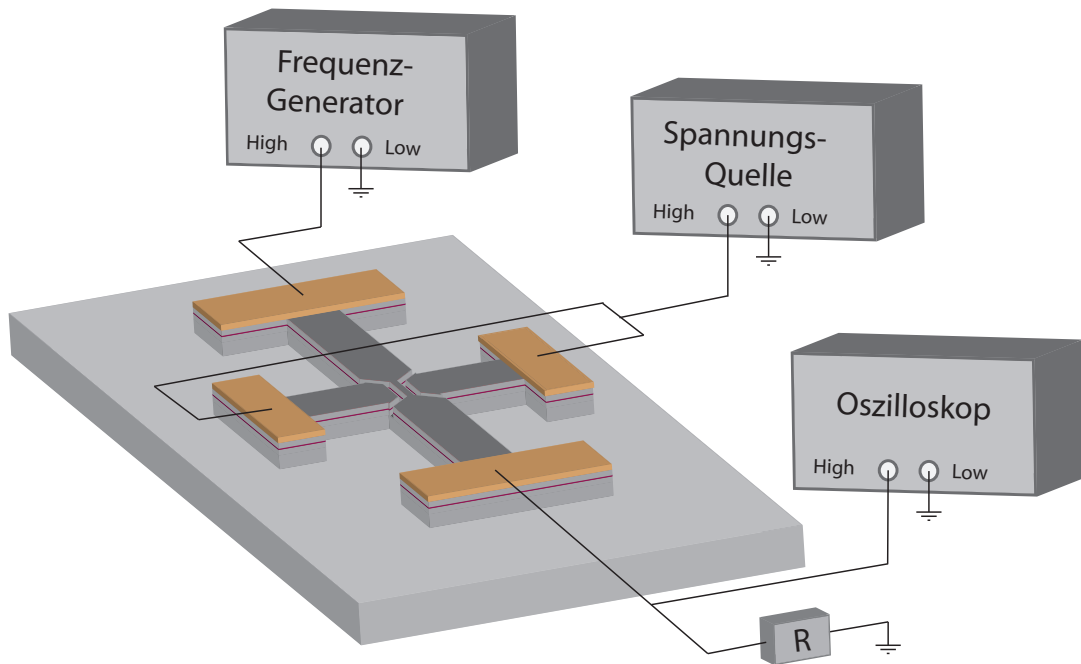 Frequenz-
Generator
High Low
Spannungs-
Quelle
High Low
Oszilloskop
High Low
R